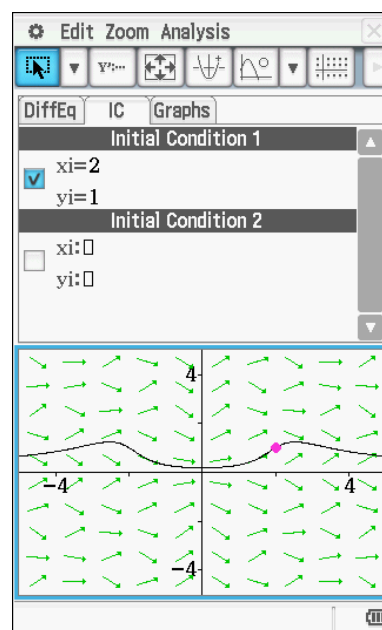 Edit Zoom Analysis
Y':...
DiffEq IC Graphs
Initial Condition 1
xi=2
yi=1
Initial Condition 2
xi:□
yi:□
4
-4 4
-4